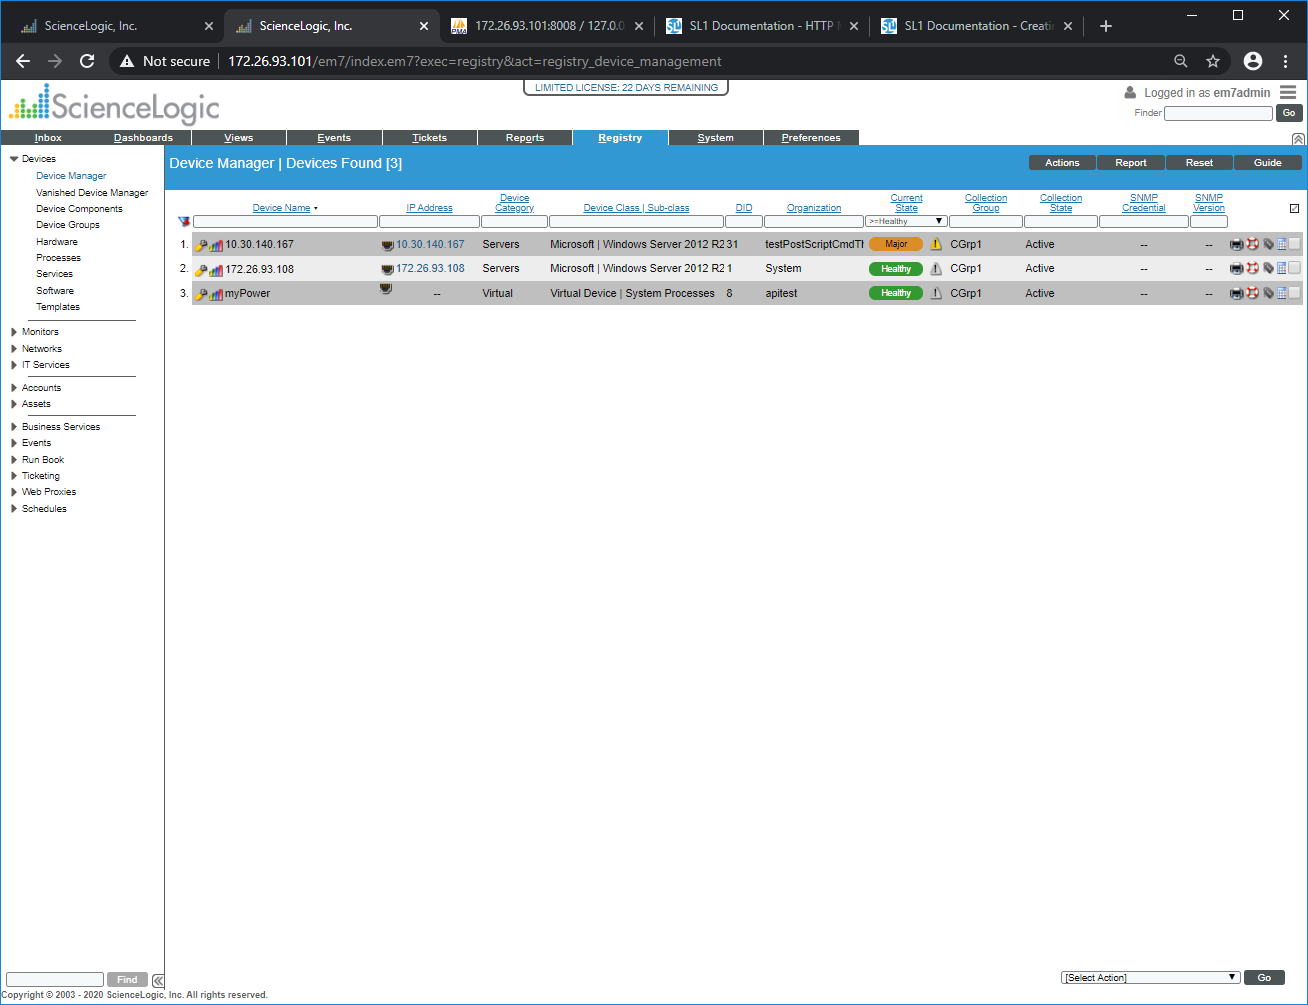 ScienceLogic, Inc.
ScienceLogic, Inc.
172.26.93.101:8008 / 127.0.0
SL1 Documentation - HTTP
SL1 Documentation - Creatin
Not secure
172.26.93.101/em7/index.em7?exec=registry&act=registry_device_management
ScienceLogic
LIMITED LICENSE: 22 DAYS REMAINING
Logged in as em7admin
Finder
Go
Inbox Dashboards Views Events Tickets Reports Registry System Preferences
Devices
Device Manager
Vanished Device Manager
Device Components
Device Groups
Hardware
Processes
Services
Software
Templates
Monitors
Networks
IT Services
Accounts
Assets
Business Services
Events
Run Book
Ticketing
Web Proxies
Schedules
Device Manager | Devices Found [3]
Actions Report Reset Guide
Device Name
IP Address
Device Category
Device Class | Sub-class
DID
Organization
Current State
Collection Group
Collection State
SNMP Credential
SNMP Version
>=Healthy
1. 10.30.140.167 10.30.140.167 Servers Microsoft | Windows Server 2012 R2 31 testPostScriptCmdTh Major CGrp1 Active -- --
2. 172.26.93.108 172.26.93.108 Servers Microsoft | Windows Server 2012 R2 1 System Healthy CGrp1 Active -- --
3. myPower -- Virtual Virtual Device | System Processes 8 apitest Healthy CGrp1 Active -- --
Find
[Select Action]
Go
Copyright © 2003 - 2020 ScienceLogic, Inc. All rights reserved.